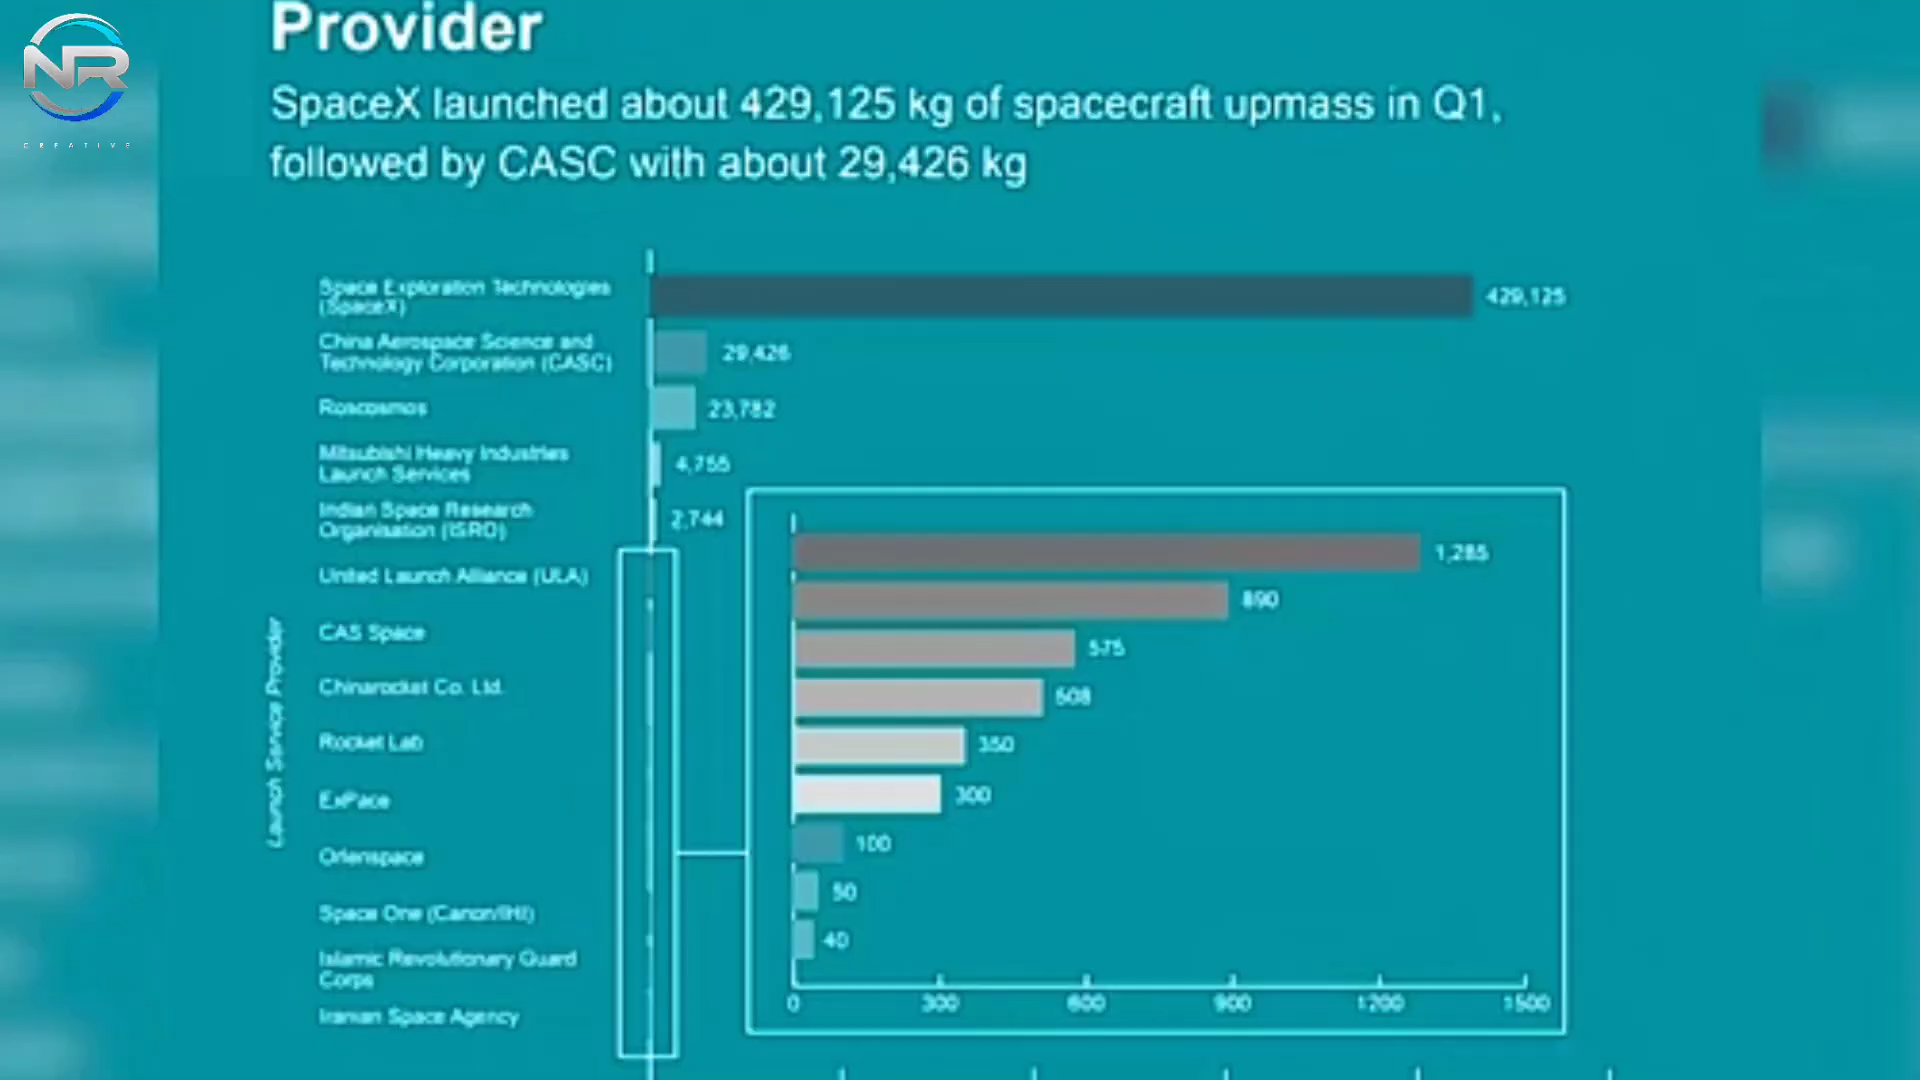 NR
CREATIVE
Provider
SpaceX launched about 429,125 kg of spacecraft upmass in Q1,
followed by CASC with about 29,426 kg
Space Exploration Technologies
(SpaceX)
429,125
China Aerospace Science and
Technology Corporation (CASC)
29,426
Roscosmos
23,782
Mitsubishi Heavy Industries
Launch Services
4,755
Indian Space Research
Organisation (ISRO)
2,744
United Launch Alliance (ULA)
CAS Space
Chinarocket Co. Ltd.
Rocket Lab
ExPace
Orienspace
Space One (Canon/IHI)
Islamic Revolutionary Guard
Corps
Iranian Space Agency
Launch Service Provider
1,285
890
575
508
350
300
100
50
40
0 300 600 900 1200 1500